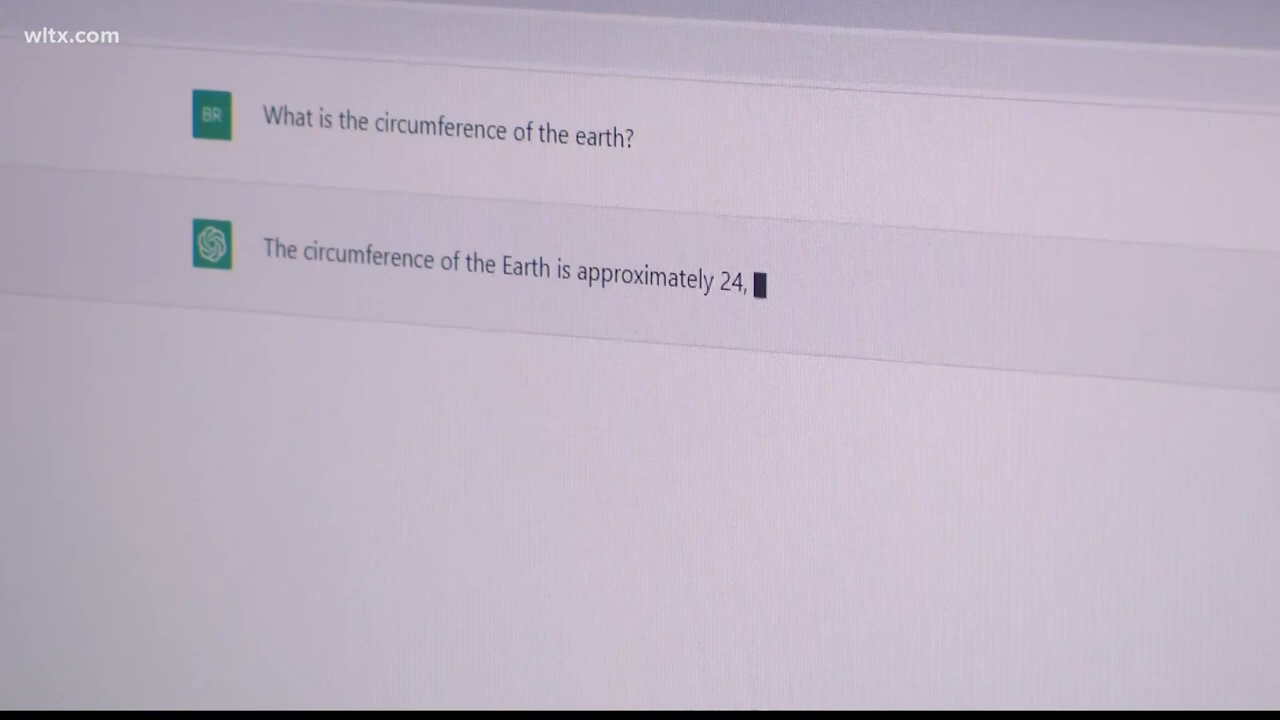 wltx.com
BR
What is the circumference of the earth?
The circumference of the Earth is approximately 24,